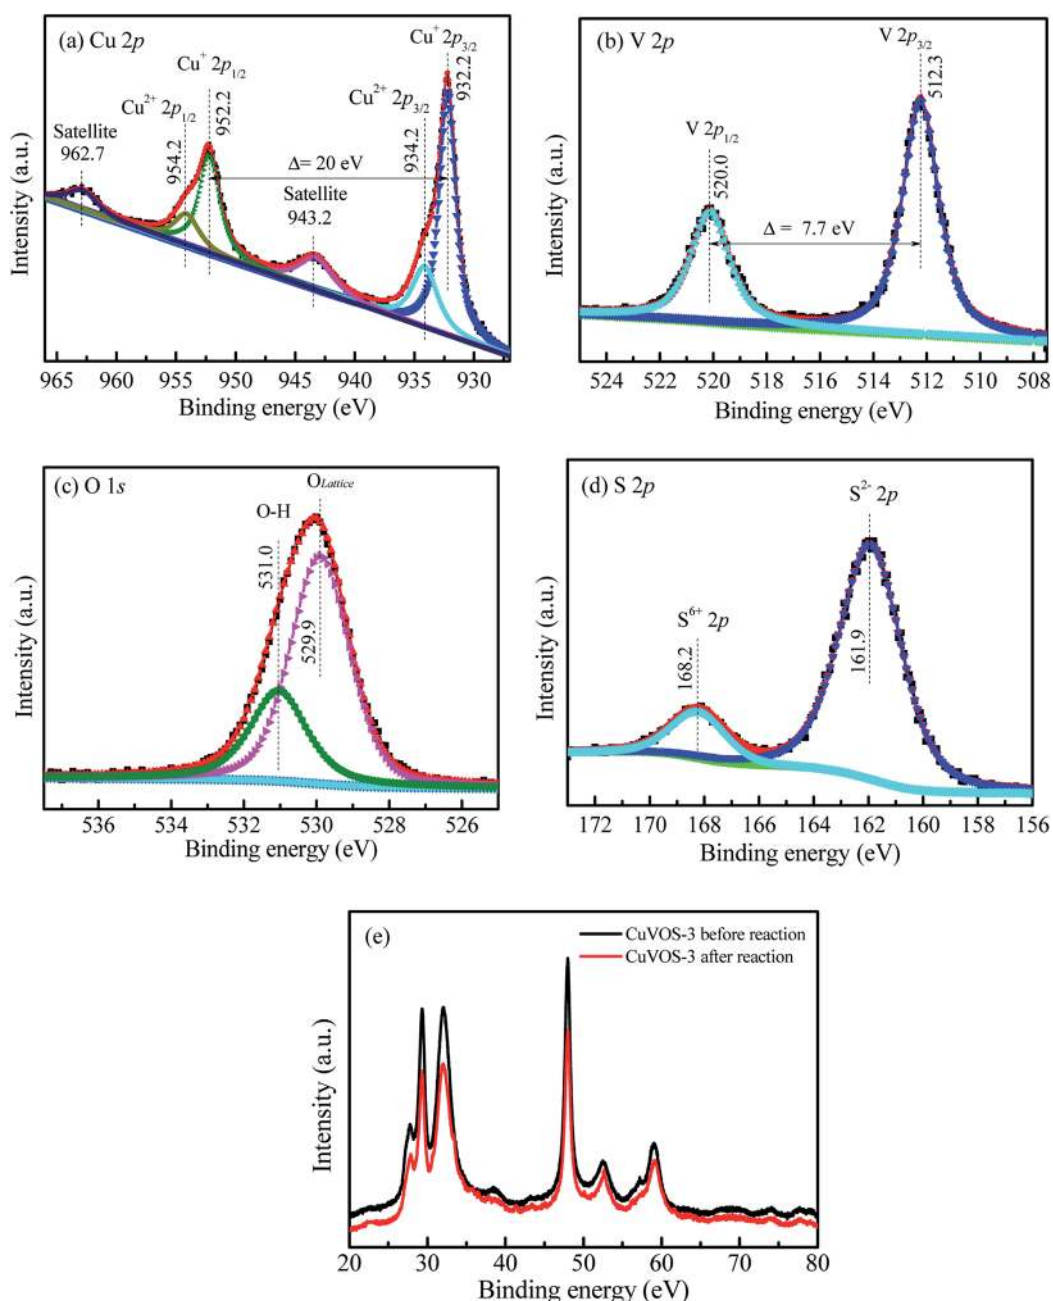 (a) Cu 2p
Cu⁺ 2p₃/₂
Cu⁺ 2p₁/₂
Cu²⁺ 2p₁/₂
Cu²⁺ 2p₃/₂
932.2
952.2
934.2
954.2
Satellite
962.7
Δ= 20 eV
Satellite
943.2
Intensity (a.u.)
965 960 955 950 945 940 935 930
Binding energy (eV)
(b) V 2p
V 2p₃/₂
512.3
V 2p₁/₂
520.0
Δ = 7.7 eV
Intensity (a.u.)
524 522 520 518 516 514 512 510 508
Binding energy (eV)
(c) O 1s
O Lattice
O-H
531.0
529.9
Intensity (a.u.)
536 534 532 530 528 526
Binding energy (eV)
(d) S 2p
S²⁻ 2p
S⁶⁺ 2p
168.2
161.9
Intensity (a.u.)
172 170 168 166 164 162 160 158 156
Binding energy (eV)
(e)
CuVOS-3 before reaction
CuVOS-3 after reaction
Intensity (a.u.)
20 30 40 50 60 70 80
Binding energy (eV)